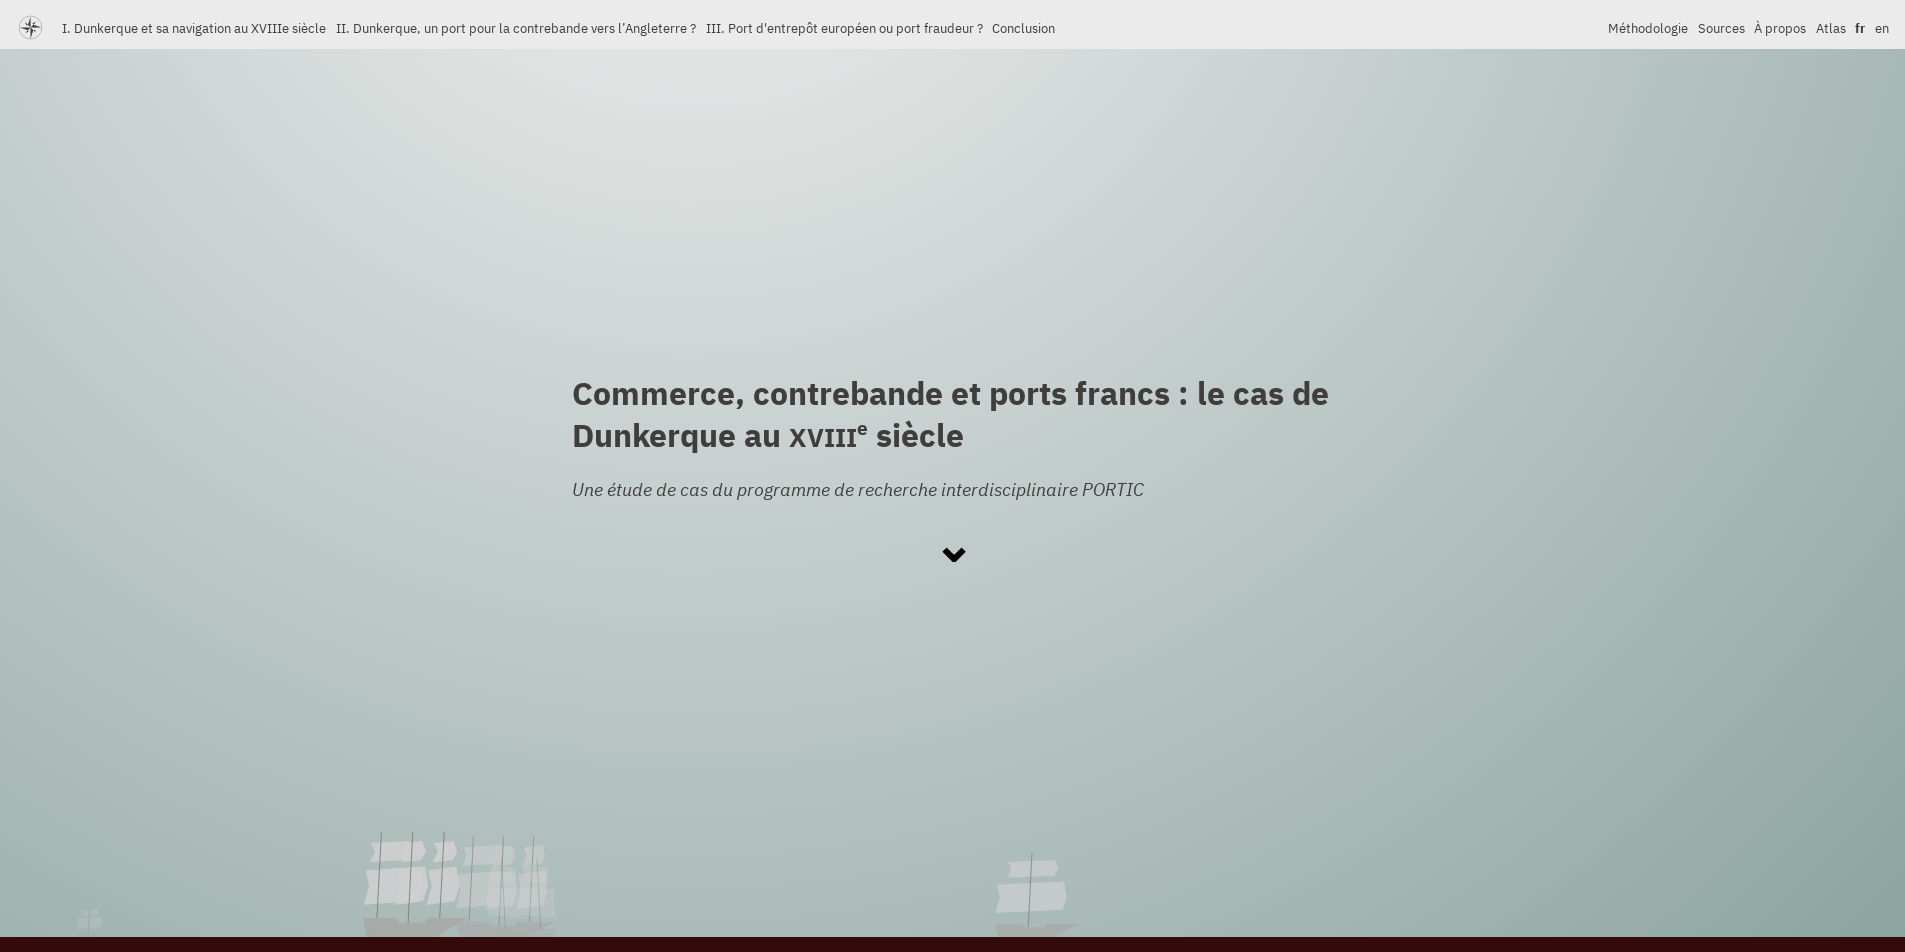 I. Dunkerque et sa navigation au XVIIIe siècle II. Dunkerque, un port pour la contrebande vers l’Angleterre ? III. Port d'entrepôt européen ou port fraudeur ? Conclusion Méthodologie Sources À propos Atlas fr en
Commerce, contrebande et ports francs : le cas de
Dunkerque au XVIIIe siècle
Une étude de cas du programme de recherche interdisciplinaire PORTIC